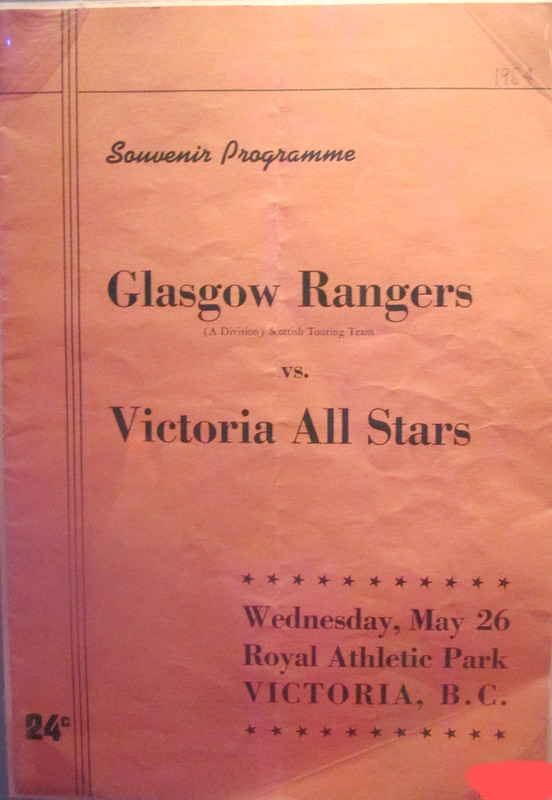 1954
Souvenir Programme
Glasgow Rangers
(A Division) Scottish Touring Team
vs.
Victoria All Stars
Wednesday, May 26
Royal Athletic Park
VICTORIA, B.C.
24c